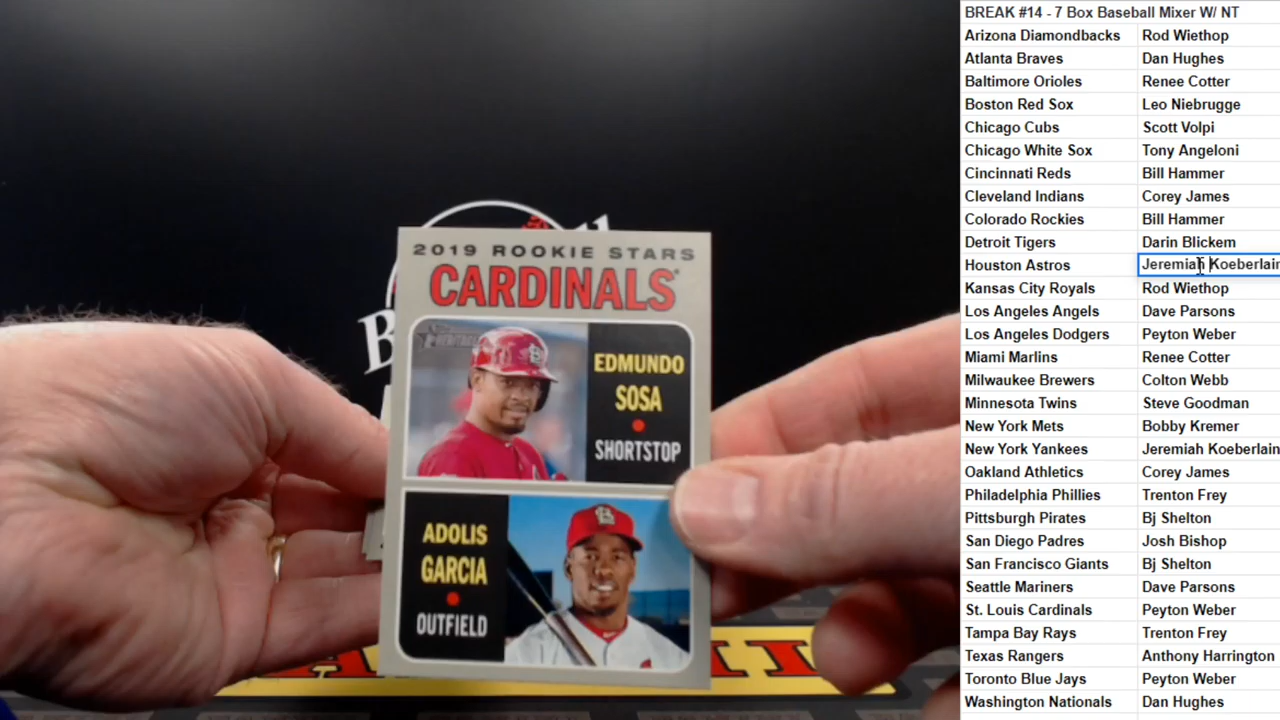 2019 ROOKIE STARS
CARDINALS
Heritage
EDMUNDO
SOSA
SHORTSTOP
ADOLIS
GARCIA
OUTFIELD
BREAK #14 - 7 Box Baseball Mixer W/ NT
Arizona Diamondbacks Rod Wiethop
Atlanta Braves Dan Hughes
Baltimore Orioles Renee Cotter
Boston Red Sox Leo Niebrugge
Chicago Cubs Scott Volpi
Chicago White Sox Tony Angeloni
Cincinnati Reds Bill Hammer
Cleveland Indians Corey James
Colorado Rockies Bill Hammer
Detroit Tigers Darin Blickem
Houston Astros Jeremiah Koeberlain
Kansas City Royals Rod Wiethop
Los Angeles Angels Dave Parsons
Los Angeles Dodgers Peyton Weber
Miami Marlins Renee Cotter
Milwaukee Brewers Colton Webb
Minnesota Twins Steve Goodman
New York Mets Bobby Kremer
New York Yankees Jeremiah Koeberlain
Oakland Athletics Corey James
Philadelphia Phillies Trenton Frey
Pittsburgh Pirates Bj Shelton
San Diego Padres Josh Bishop
San Francisco Giants Bj Shelton
Seattle Mariners Dave Parsons
St. Louis Cardinals Peyton Weber
Tampa Bay Rays Trenton Frey
Texas Rangers Anthony Harrington
Toronto Blue Jays Peyton Weber
Washington Nationals Dan Hughes